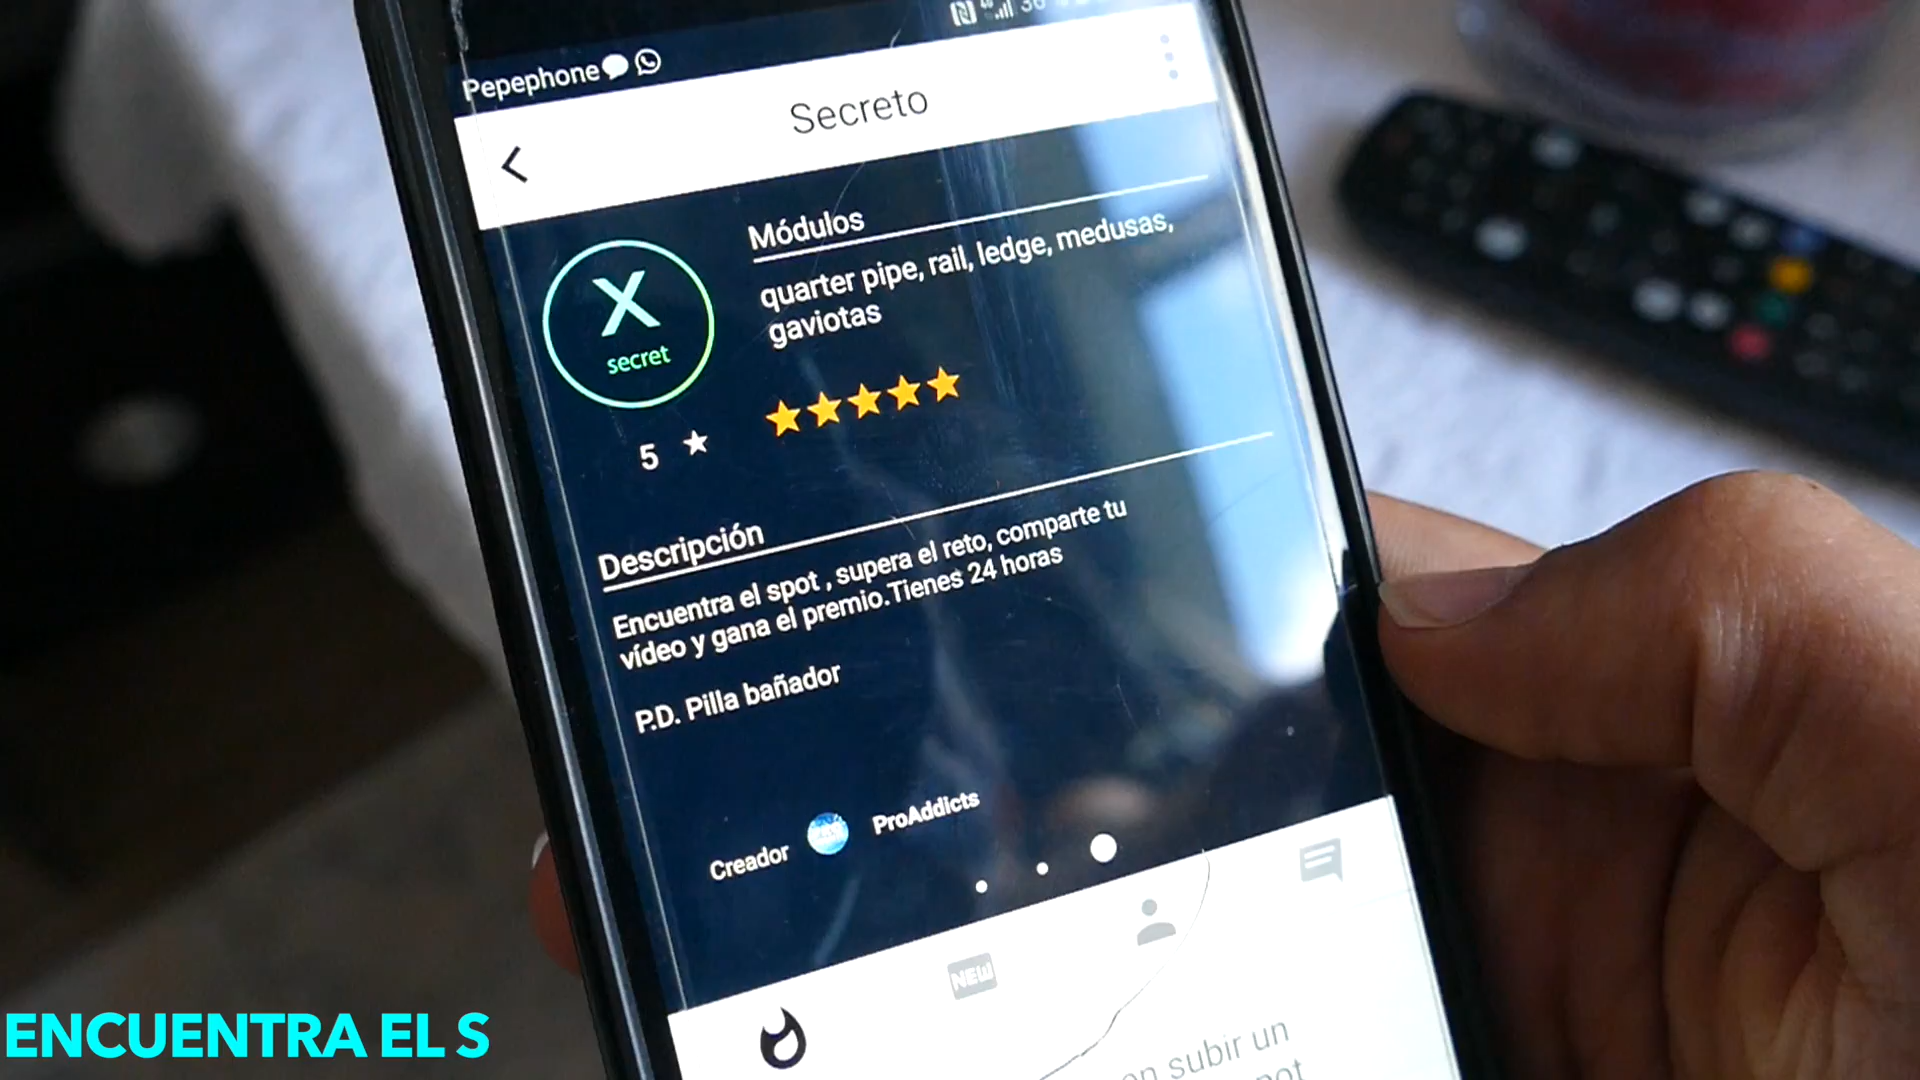 Pepephone
Secreto
Módulos
quarter pipe, rail, ledge, medusas,
gaviotas
X
secret
5
Descripción
Encuentra el spot , supera el reto, comparte tu
vídeo y gana el premio.Tienes 24 horas
P.D. Pilla bañador
Creador
ProAddicts
NEW
subir un
ENCUENTRA EL S